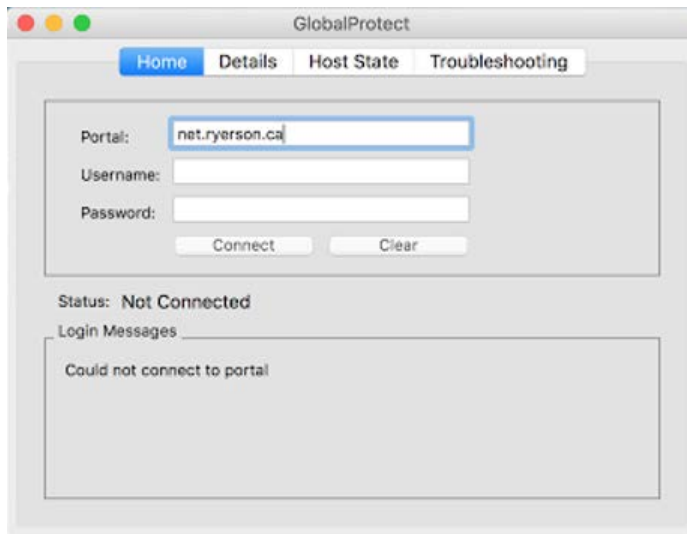 GlobalProtect
Home Details Host State Troubleshooting
Portal: net.ryerson.ca
Username:
Password:
Connect Clear
Status: Not Connected
Login Messages
Could not connect to portal